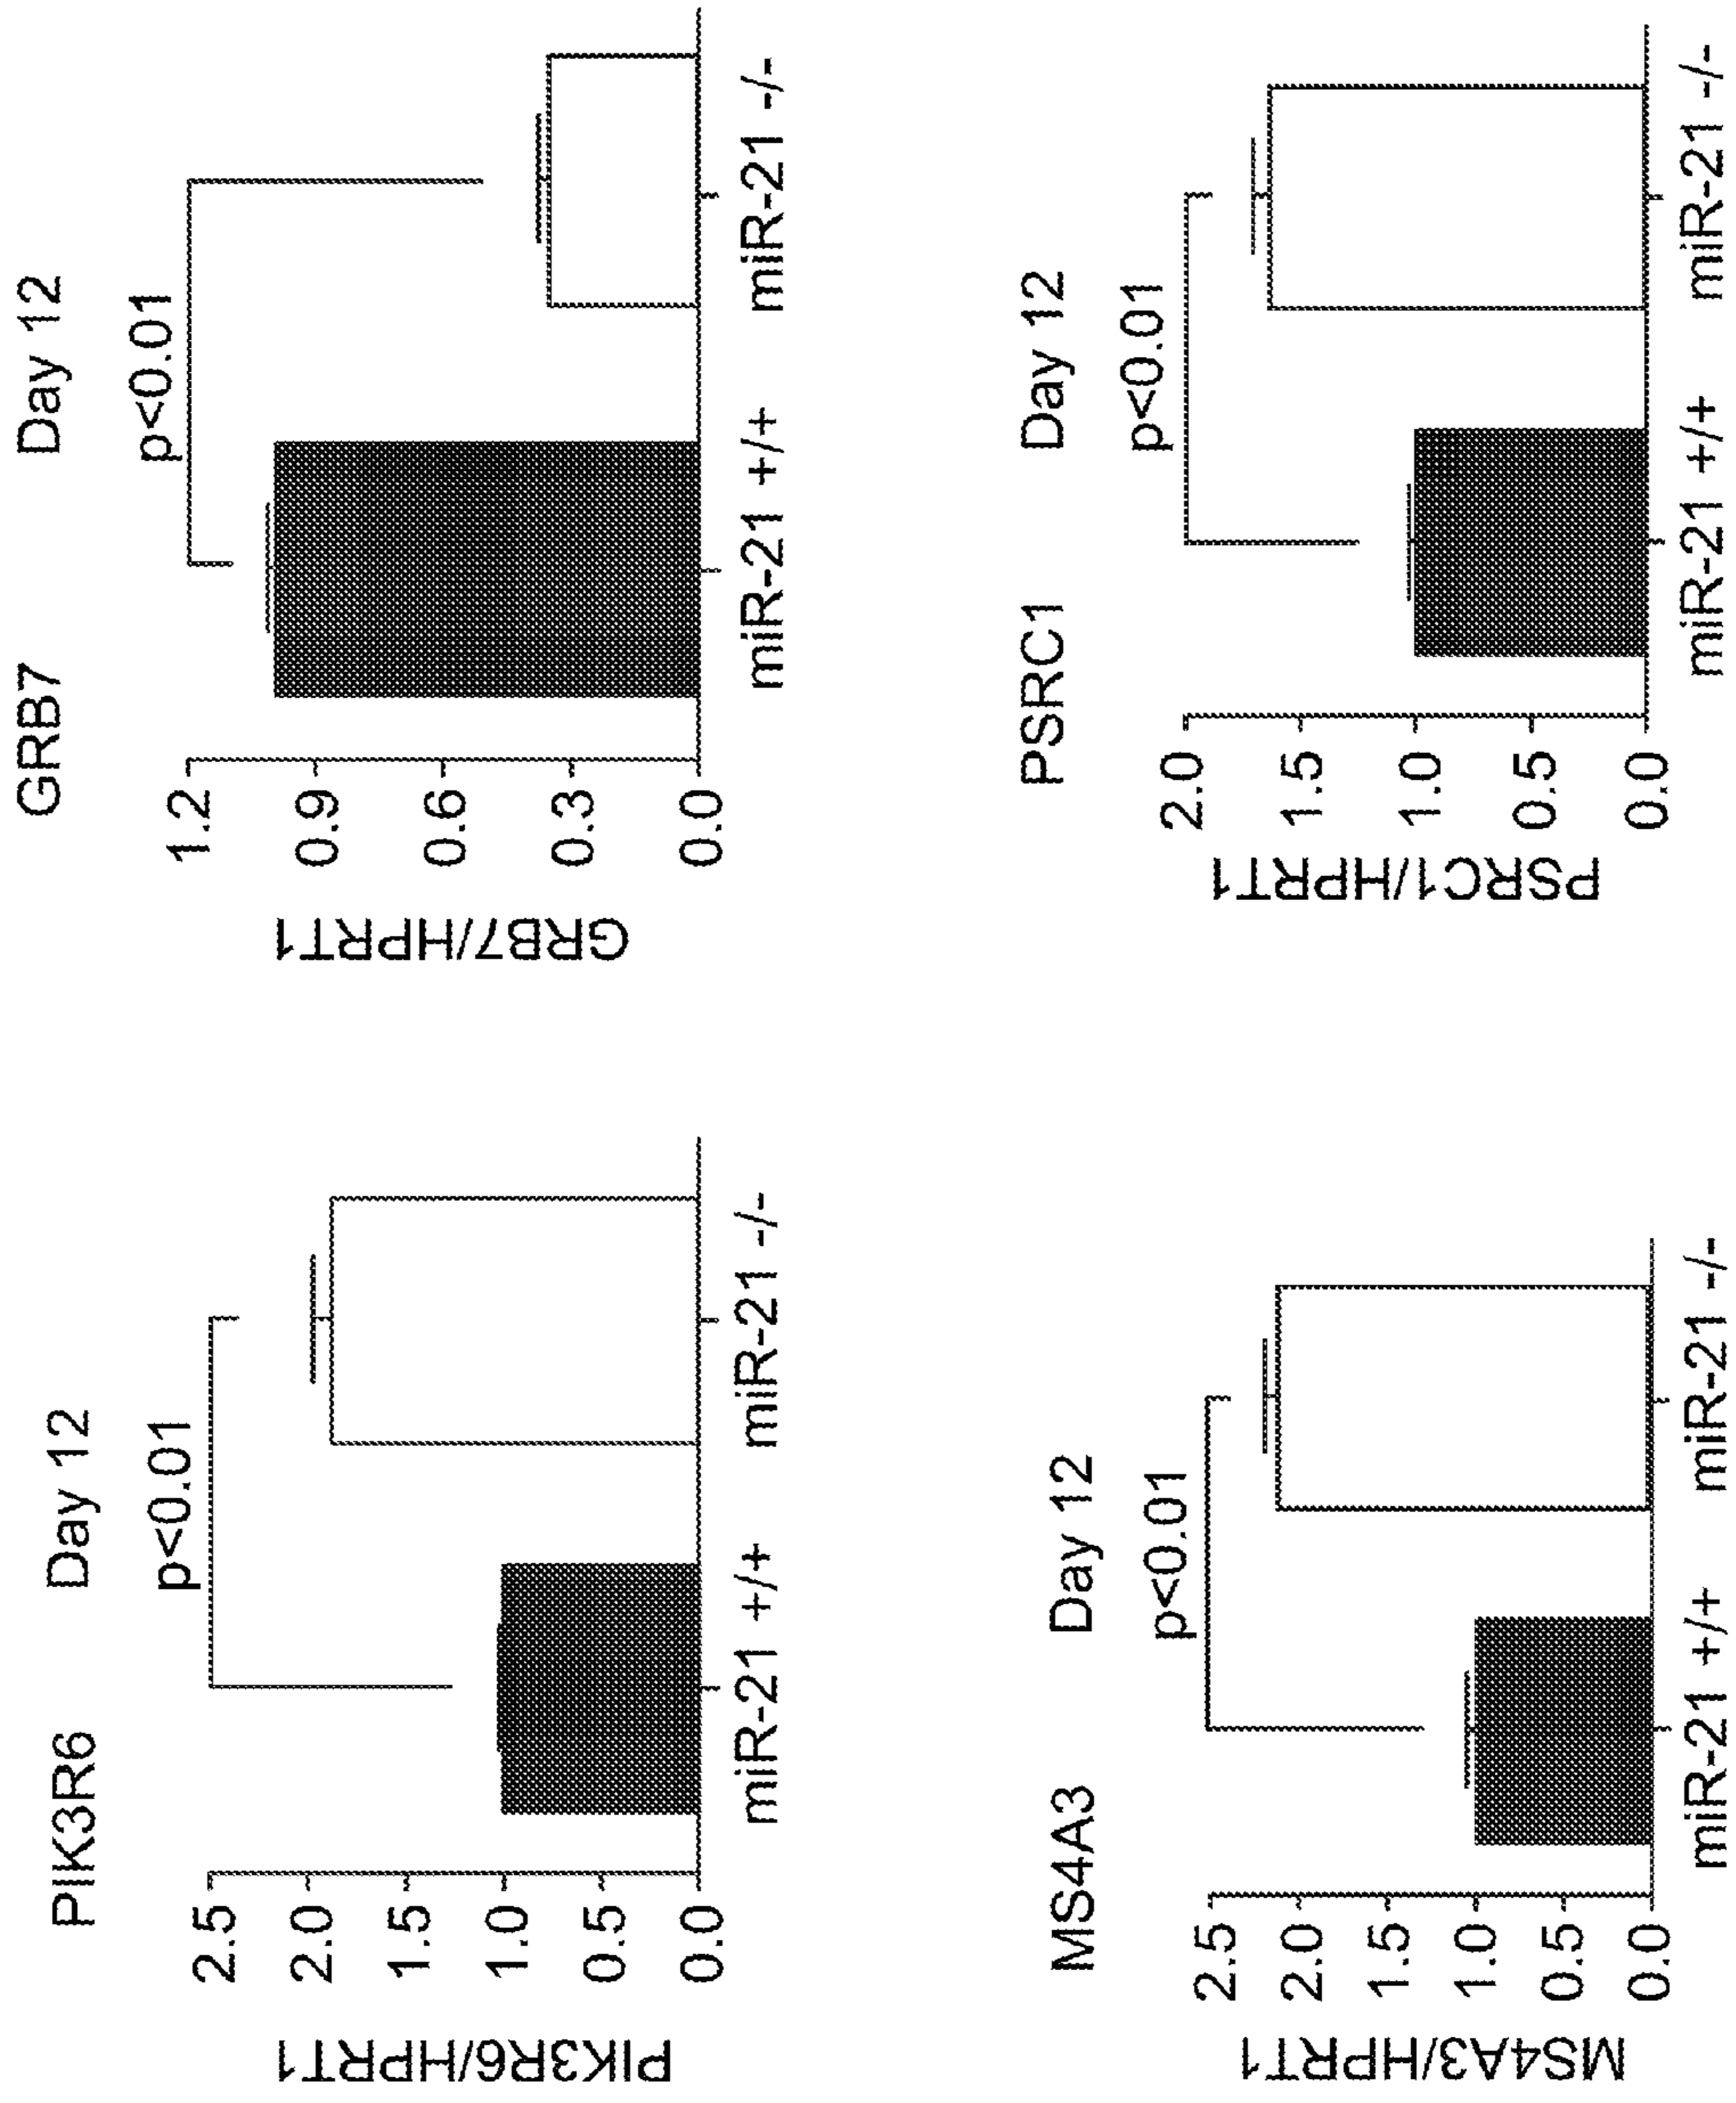 PIK3R6 Day 12
p<0.01
2.5
2.0
1.5
1.0
0.5
0.0
PIK3R6/HPRT1
miR-21 +/+ miR-21 -/-
GRB7 Day 12
p<0.01
1.2
0.9
0.6
0.3
0.0
GRB7/HPRT1
miR-21 +/+ miR-21 -/-
MS4A3 Day 12
p<0.01
2.5
2.0
1.5
1.0
0.5
0.0
MS4A3/HPRT1
miR-21 +/+ miR-21 -/-
PSRC1 Day 12
p<0.01
2.0
1.5
1.0
0.5
0.0
PSRC1/HPRT1
miR-21 +/+ miR-21 -/-